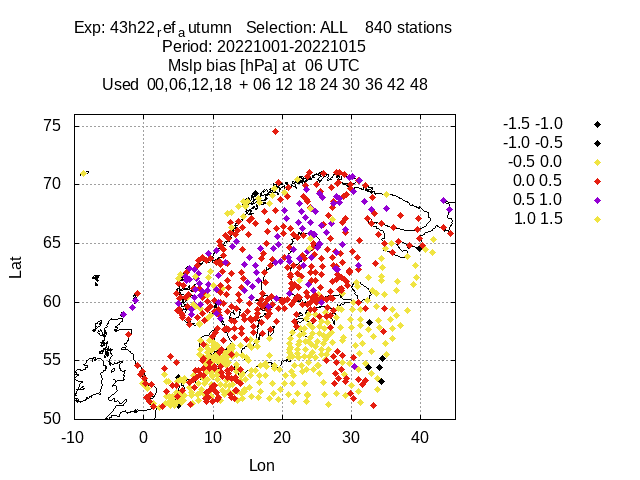 Exp: 43h22refautumn   Selection: ALL    840 stations
Period: 20221001-20221015
Mslp bias [hPa] at  06 UTC
Used  00,06,12,18  + 06 12 18 24 30 36 42 48
-1.5 -1.0
-1.0 -0.5
-0.5 0.0
0.0 0.5
0.5 1.0
1.0 1.5
75
70
65
60
55
50
Lat
-10 0 10 20 30 40
Lon